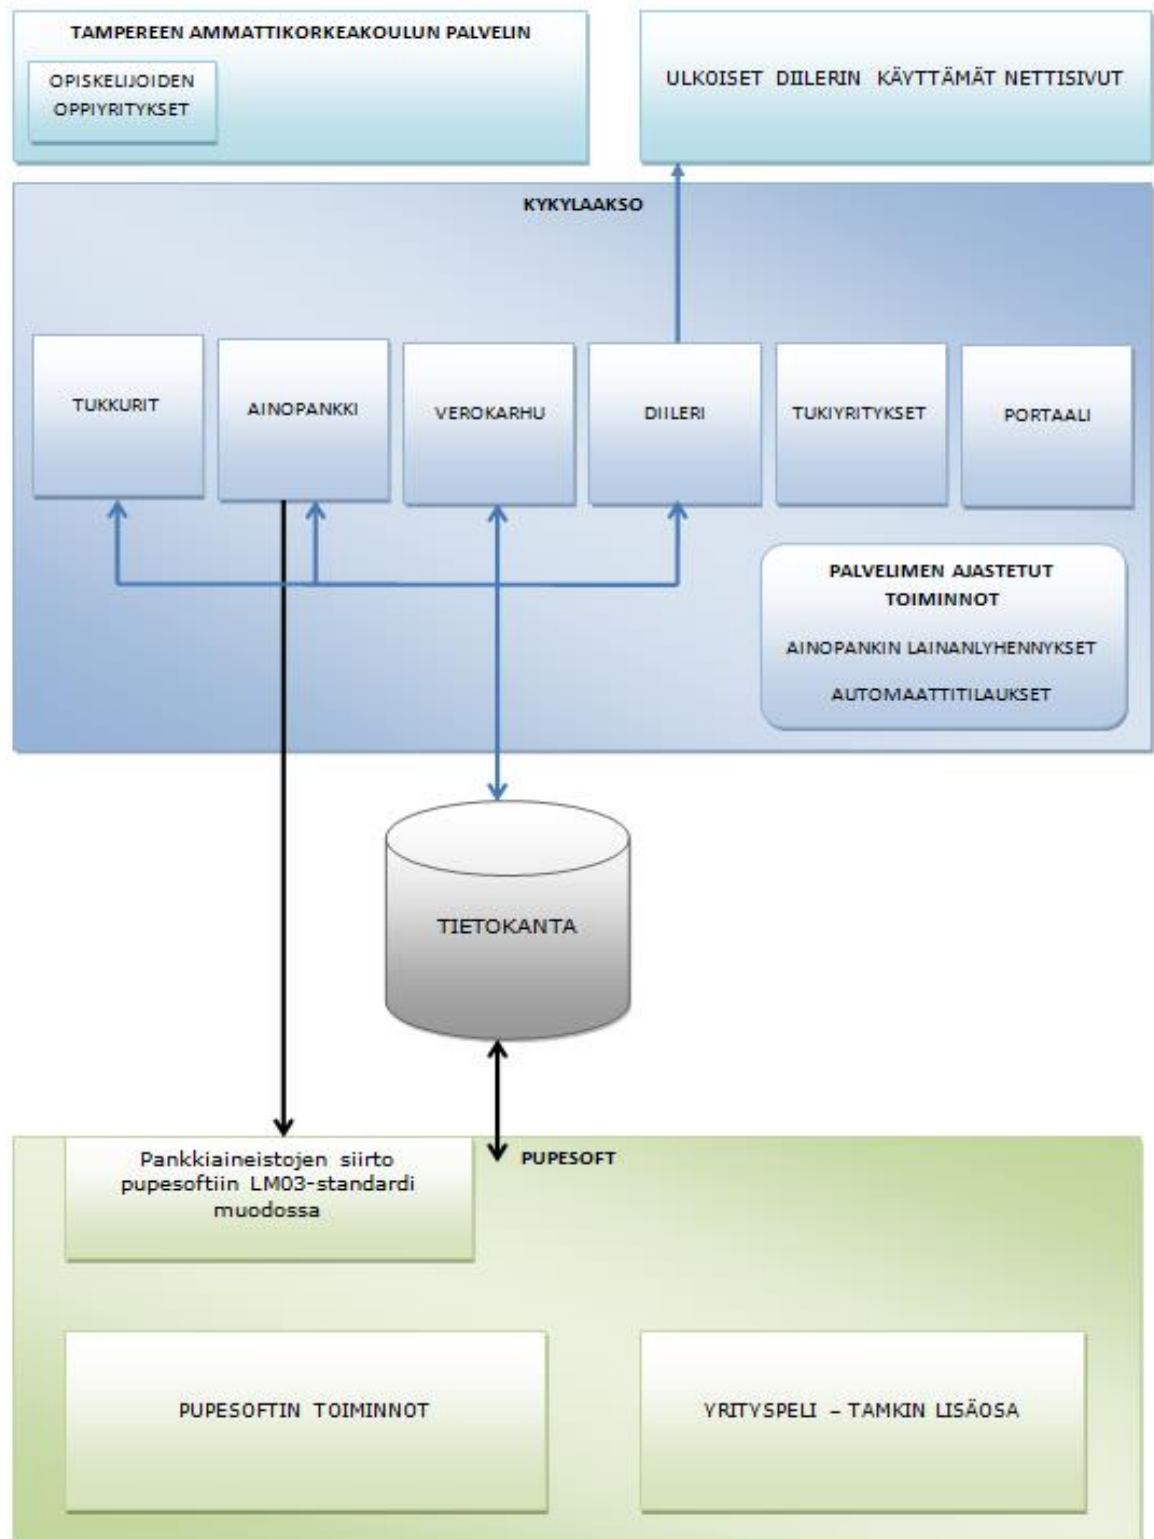 TAMPEREEN AMMATTIKORKEAKOULUN PALVELIN
OPISKELIJOIDEN
OPPIYRITYKSET
ULKOISET DIILERIN KÄYTTÄMÄT NETTISIVUT
KYKYLAAKSO
TUKKURIT
AINOPANKKI
VEROKARHU
DIILERI
TUKIYRITYKSET
PORTAALI
PALVELIMEN AJASTETUT
TOIMINNOT
AINOPANKIN LAINANLYHENNYKSET
AUTOMAATTITILAUKSET
TIETOKANTA
Pankkiaineistojen siirto
pupesoftiin LM03-standardi
muodossa
PUPESOFT
PUPESOFTIN TOIMINNOT
YRITYSPELI – TAMKIN LISÄOSA